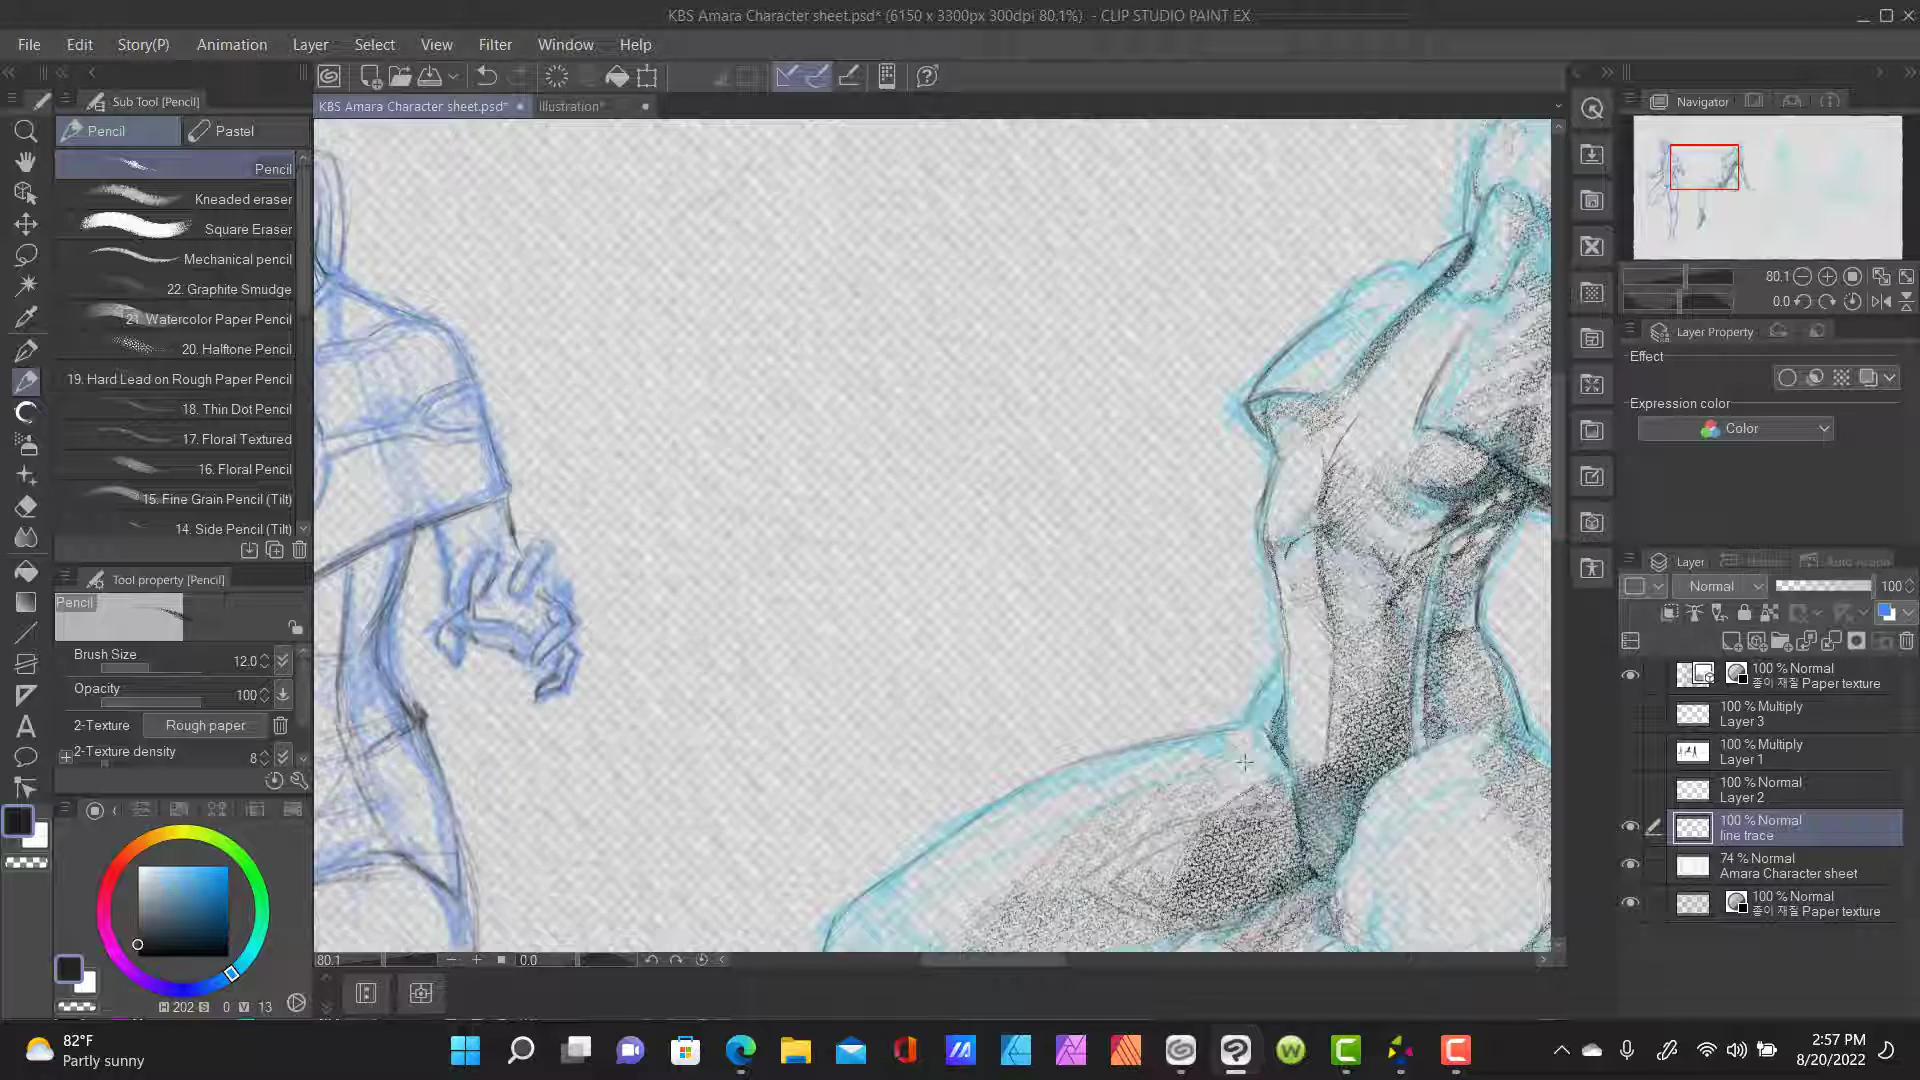 KBS Amara Character sheet.psd* (6150 x 3300px 300dpi 80.1%) - CLIP STUDIO PAINT EX
File Edit Story(P) Animation Layer Select View Filter Window Help
Sub Tool [Pencil]
KBS Amara Character sheet.psd*
Illustration*
Pencil
Pastel
Pencil
Kneaded eraser
Square Eraser
Mechanical pencil
22. Graphite Smudge
21. Watercolor Paper Pencil
20. Halftone Pencil
19. Hard Lead on Rough Paper Pencil
18. Thin Dot Pencil
17. Floral Textured
16. Floral Pencil
15. Fine Grain Pencil (Tilt)
14. Side Pencil (Tilt)
Tool property [Pencil]
Pencil
Brush Size 12.0
Opacity 100
2-Texture Rough paper
2-Texture density 8
H 202 S 0 V 13
80.1 0.0
Navigator
80.1
0.0
Layer Property
Effect
Expression color
Color
Layer
Normal 100
100 % Normal
종이 재질 Paper texture
100 % Multiply
Layer 3
100 % Multiply
Layer 1
100 % Normal
Layer 2
100 % Normal
line trace
74 % Normal
Amara Character sheet
100 % Normal
종이 재질 Paper texture
82°F
Partly sunny
2:57 PM
8/20/2022